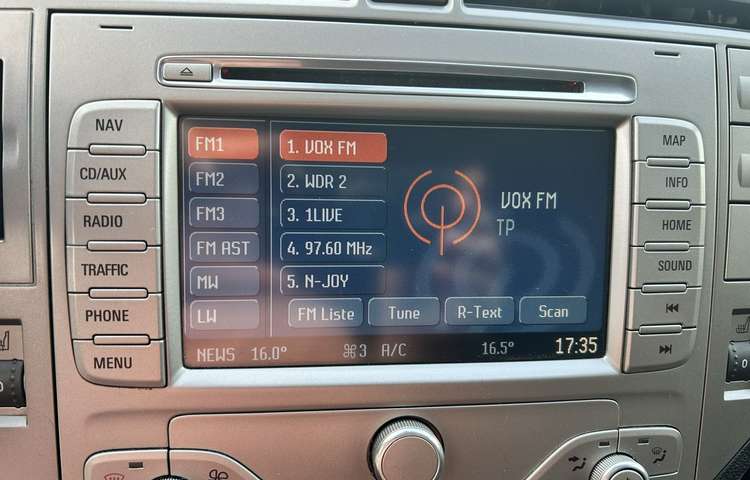 NAV
CD/AUX
RADIO
TRAFFIC
PHONE
MENU
FM1
FM2
FM3
FM AST
MW
LW
1. VOX FM
2. WDR 2
3. 1LIVE
4. 97.60 MHz
5. N-JOY
VOX FM
TP
FM Liste
Tune
R-Text
Scan
NEWS 16.0° ⌘3 A/C 16.5° 17:35
MAP
INFO
HOME
SOUND
0
0